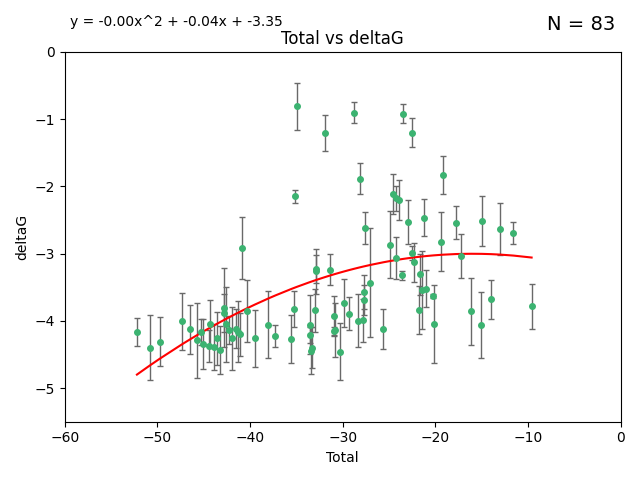 y = -0.00x^2 + -0.04x + -3.35
N = 83
Total vs deltaG
0
−1
−2
−3
−4
−5
deltaG
−60
−50
−40
−30
−20
−10
0
Total